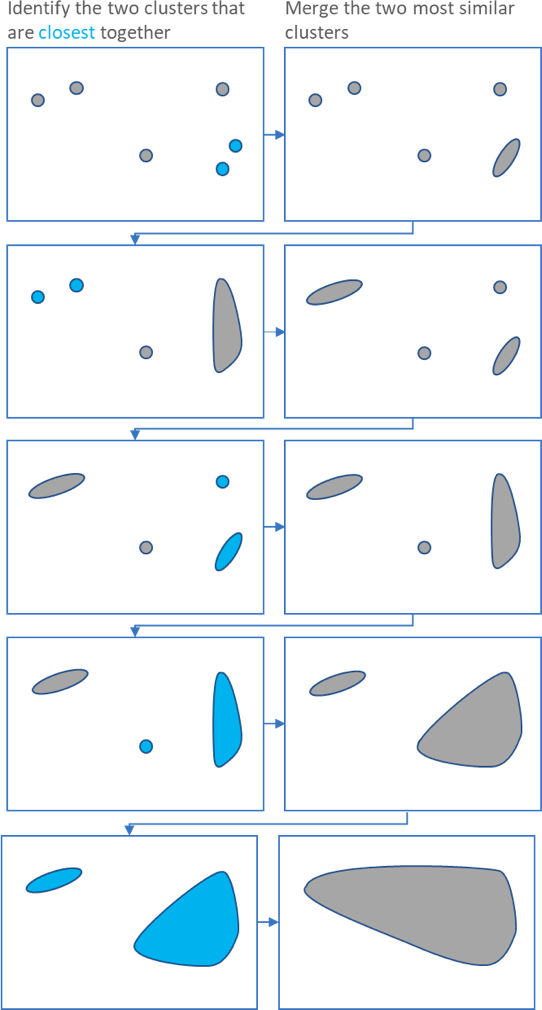 Identify the two clusters that
are closest together
Merge the two most similar
clusters